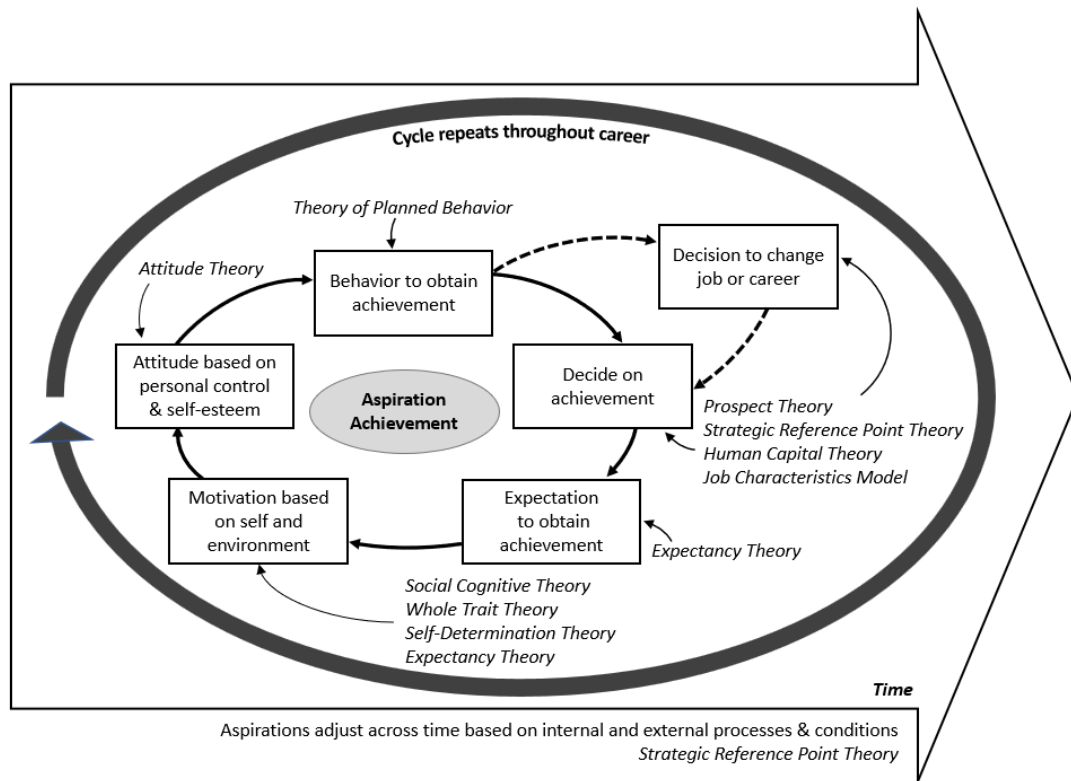 Cycle repeats throughout career
Theory of Planned Behavior
Attitude Theory
Behavior to obtain
achievement
Decision to change
job or career
Attitude based on
personal control
& self-esteem
Aspiration
Achievement
Decide on
achievement
Prospect Theory
Strategic Reference Point Theory
Human Capital Theory
Job Characteristics Model
Motivation based
on self and
environment
Expectation
to obtain
achievement
Expectancy Theory
Social Cognitive Theory
Whole Trait Theory
Self-Determination Theory
Expectancy Theory
Time
Aspirations adjust across time based on internal and external processes & conditions
Strategic Reference Point Theory